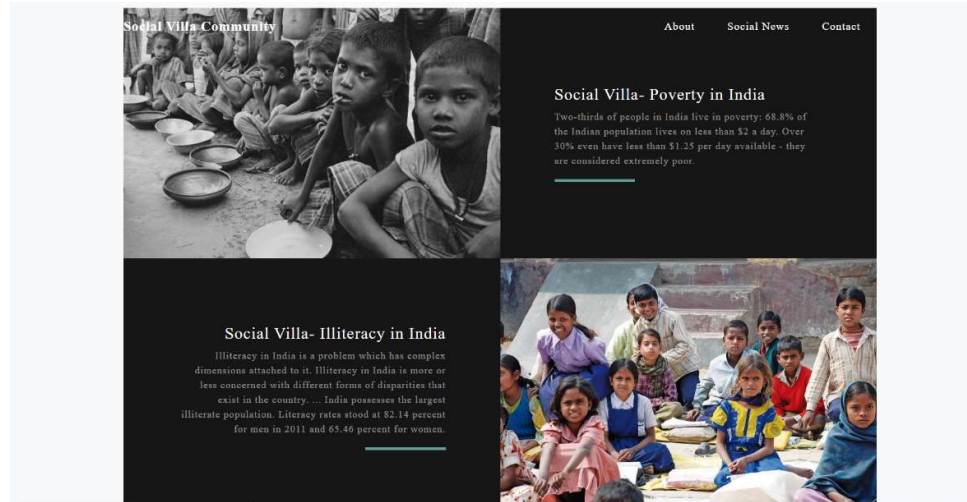 Social Villa Community
About Social News Contact
Social Villa- Poverty in India
Two-thirds of people in India live in poverty: 68.8% of
the Indian population lives on less than $2 a day. Over
30% even have less than $1.25 per day available - they
are considered extremely poor.
Social Villa- Illiteracy in India
Illiteracy in India is a problem which has complex
dimensions attached to it. Illiteracy in India is more or
less concerned with different forms of disparities that
exist in the country. ... India possesses the largest
illiterate population. Literacy rates stood at 82.14 percent
for men in 2011 and 65.46 percent for women.